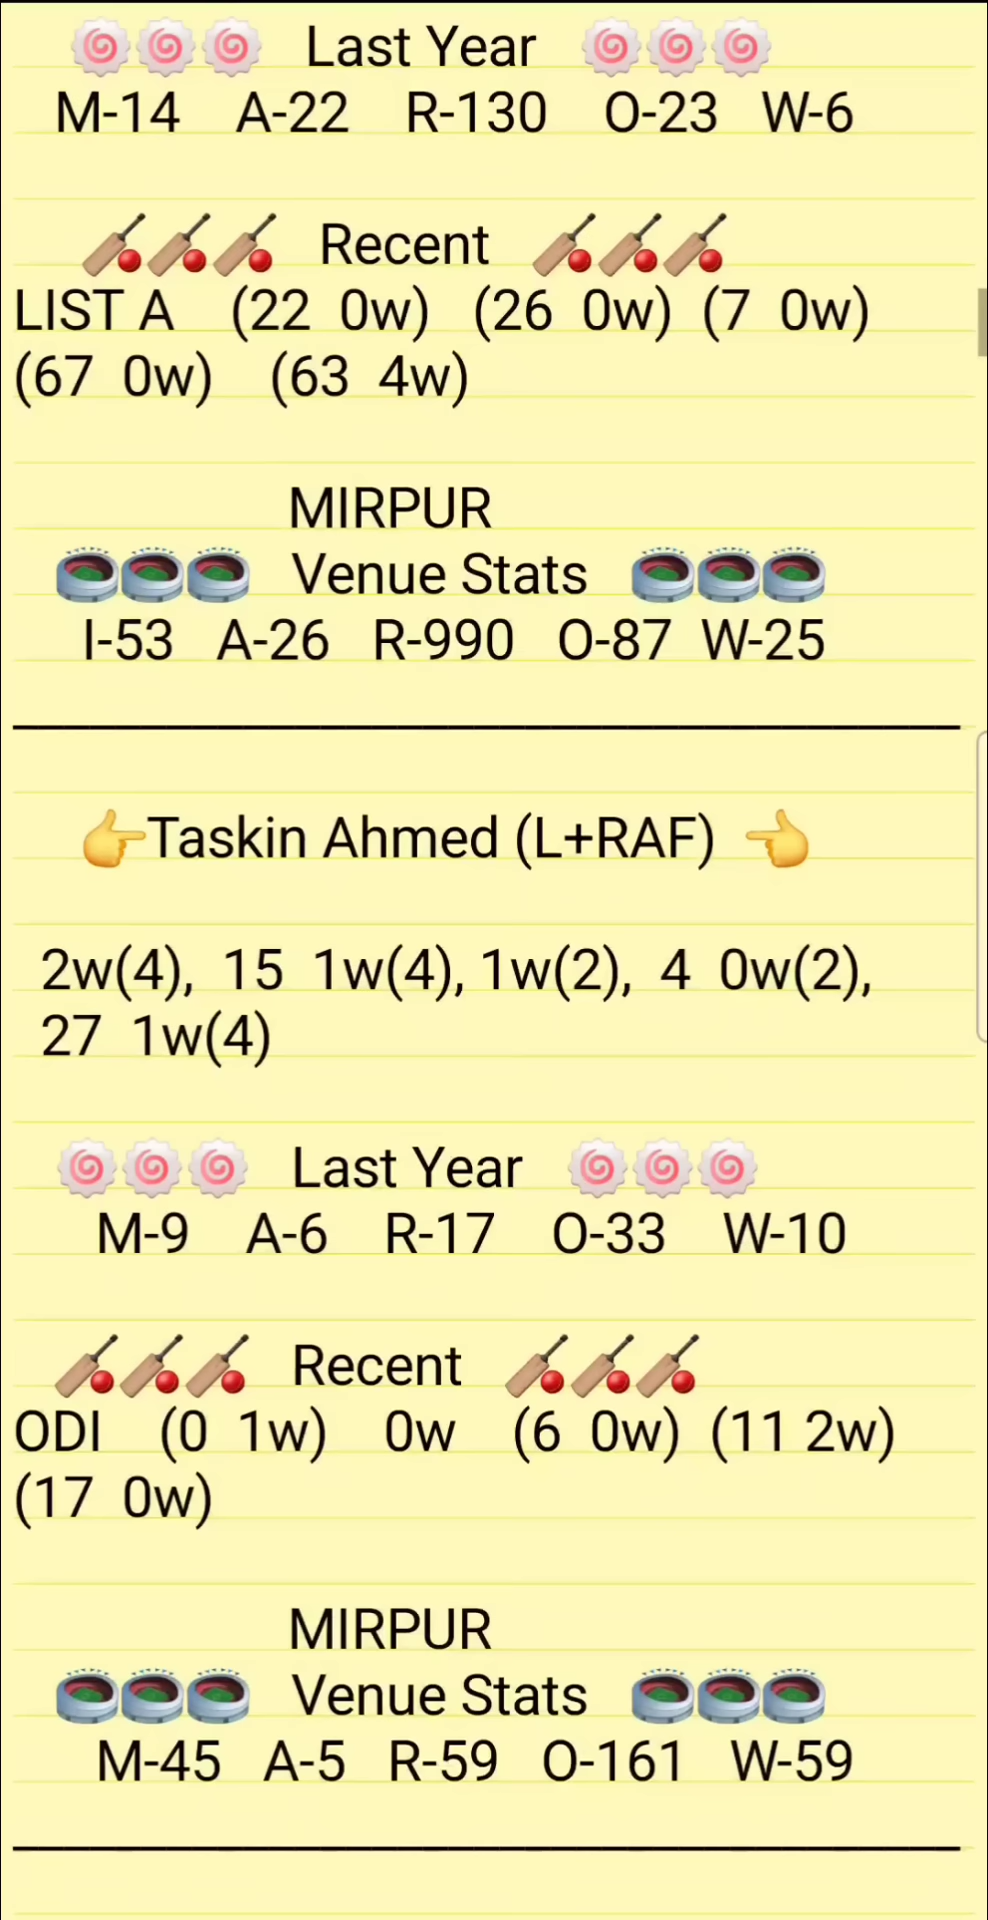 Last Year
M-14 A-22 R-130 O-23 W-6
Recent
LIST A (22 0w) (26 0w) (7 0w)
(67 0w) (63 4w)
MIRPUR
Venue Stats
I-53 A-26 R-990 O-87 W-25
Taskin Ahmed (L+RAF)
2w(4), 15 1w(4), 1w(2), 4 0w(2),
27 1w(4)
Last Year
M-9 A-6 R-17 O-33 W-10
Recent
ODI (0 1w) 0w (6 0w) (11 2w)
(17 0w)
MIRPUR
Venue Stats
M-45 A-5 R-59 O-161 W-59